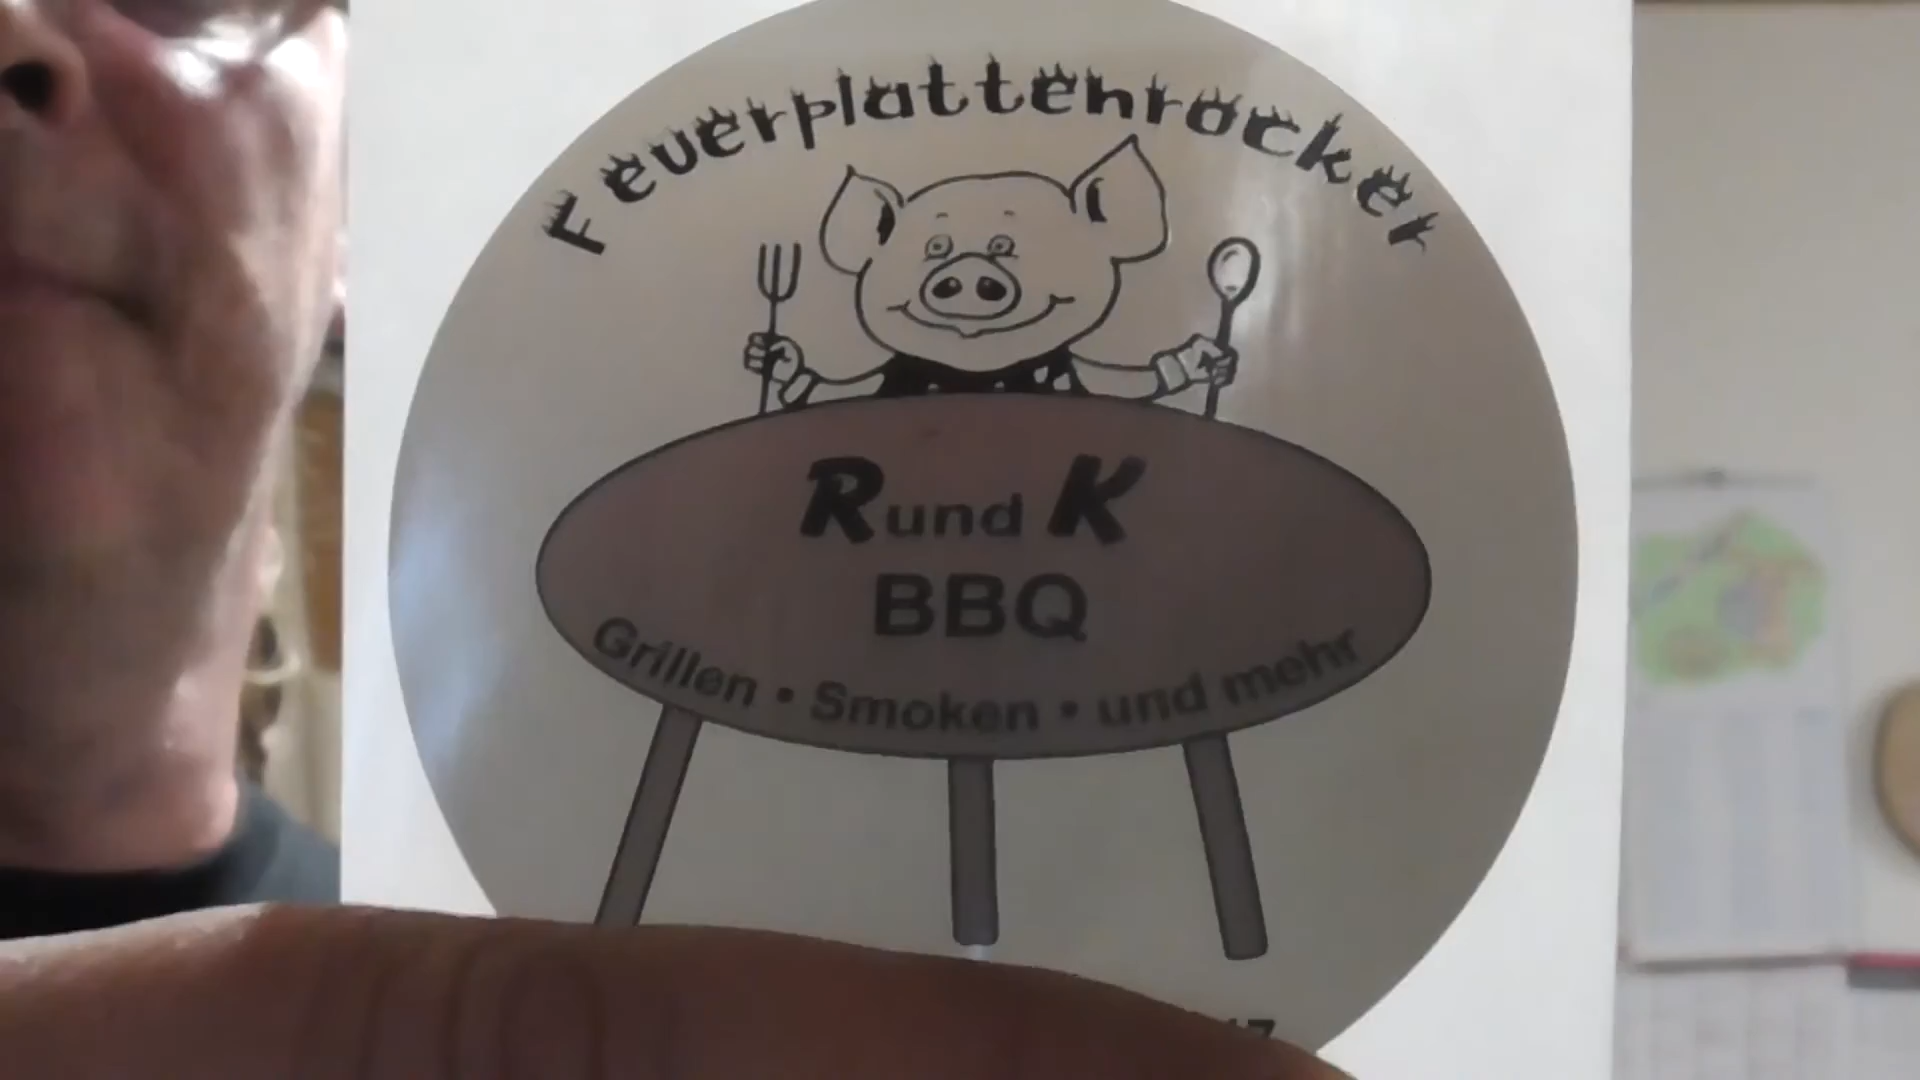 Feuerplattenrocker
R und K
BBQ
Grillen • Smoken • und mehr